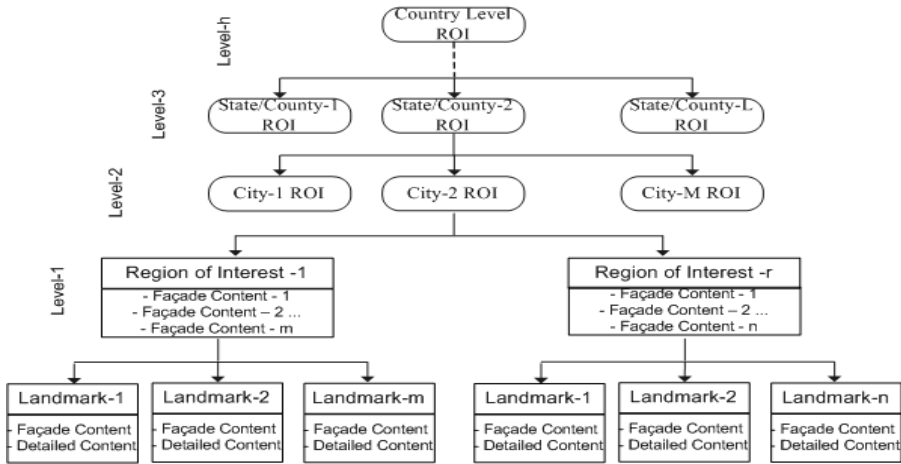 Level-h
Country Level
ROI
Level-3
State/County-1
ROI
State/County-2
ROI
State/County-L
ROI
Level-2
City-1 ROI
City-2 ROI
City-M ROI
Level-1
Region of Interest -1
- Façade Content - 1
- Façade Content – 2 ...
- Façade Content - m
Region of Interest -r
- Façade Content - 1
- Façade Content – 2 ...
- Façade Content - n
Landmark-1
- Façade Content
- Detailed Content
Landmark-2
- Façade Content
- Detailed Content
Landmark-m
- Façade Content
- Detailed Content
Landmark-1
- Façade Content
- Detailed Content
Landmark-2
- Façade Content
- Detailed Content
Landmark-n
- Façade Content
- Detailed Content